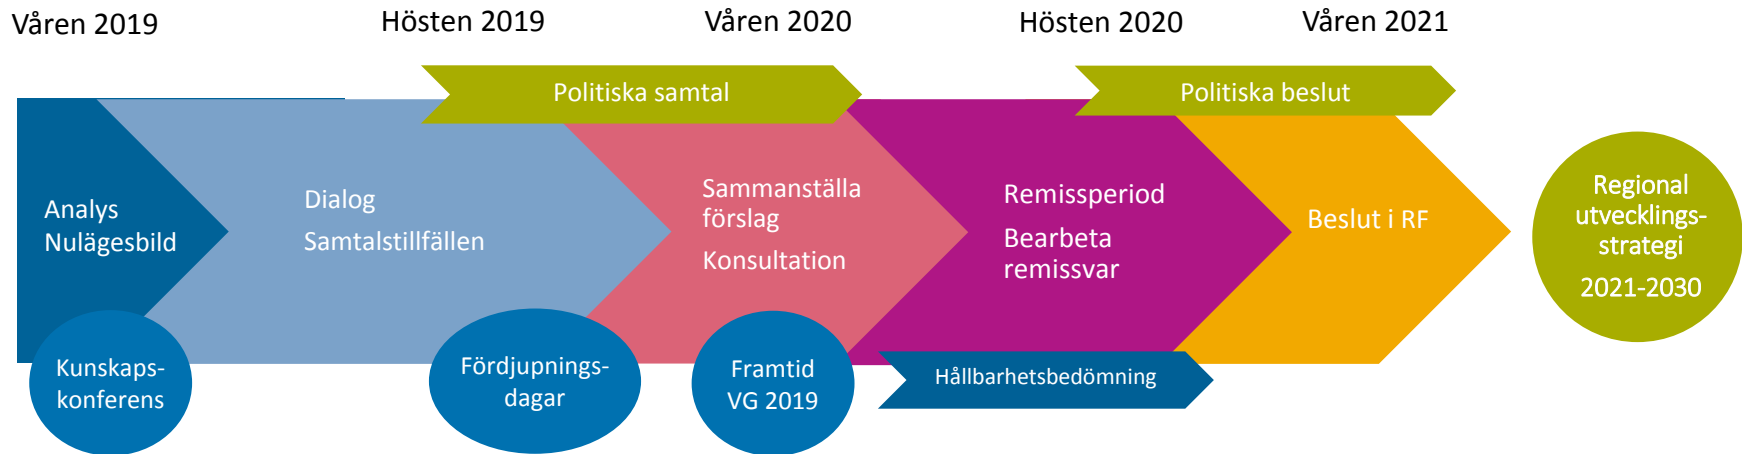 Våren 2019
Hösten 2019
Våren 2020
Hösten 2020
Våren 2021
Politiska samtal
Politiska beslut
Analys
Nulägesbild
Dialog
Samtalstillfällen
Sammanställa
förslag
Konsultation
Remissperiod
Bearbeta
remissvar
Beslut i RF
Regional
utvecklings-
strategi
2021-2030
Kunskaps-
konferens
Fördjupnings-
dagar
Framtid
VG 2019
Hållbarhetsbedömning